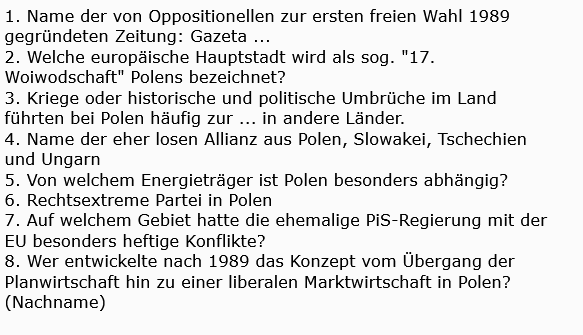 1. Name der von Oppositionellen zur ersten freien Wahl 1989
gegründeten Zeitung: Gazeta ...
2. Welche europäische Hauptstadt wird als sog. "17.
Woiwodschaft" Polens bezeichnet?
3. Kriege oder historische und politische Umbrüche im Land
führten bei Polen häufig zur ... in andere Länder.
4. Name der eher losen Allianz aus Polen, Slowakei, Tschechien
und Ungarn
5. Von welchem Energieträger ist Polen besonders abhängig?
6. Rechtsextreme Partei in Polen
7. Auf welchem Gebiet hatte die ehemalige PiS-Regierung mit der
EU besonders heftige Konflikte?
8. Wer entwickelte nach 1989 das Konzept vom Übergang der
Planwirtschaft hin zu einer liberalen Marktwirtschaft in Polen?
(Nachname)